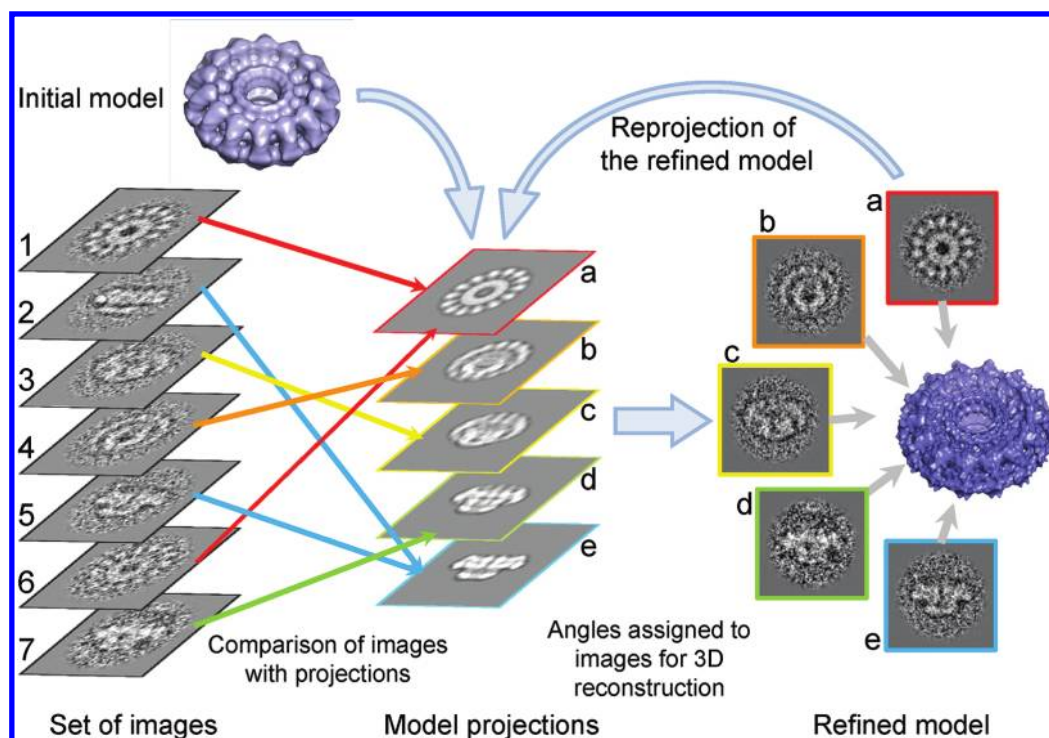 Initial model
Reprojection of
the refined model
1
2
3
4
5
6
7
a
b
c
d
e
a
b
c
d
e
Comparison of images
with projections
Angles assigned to
images for 3D
reconstruction
Set of images
Model projections
Refined model